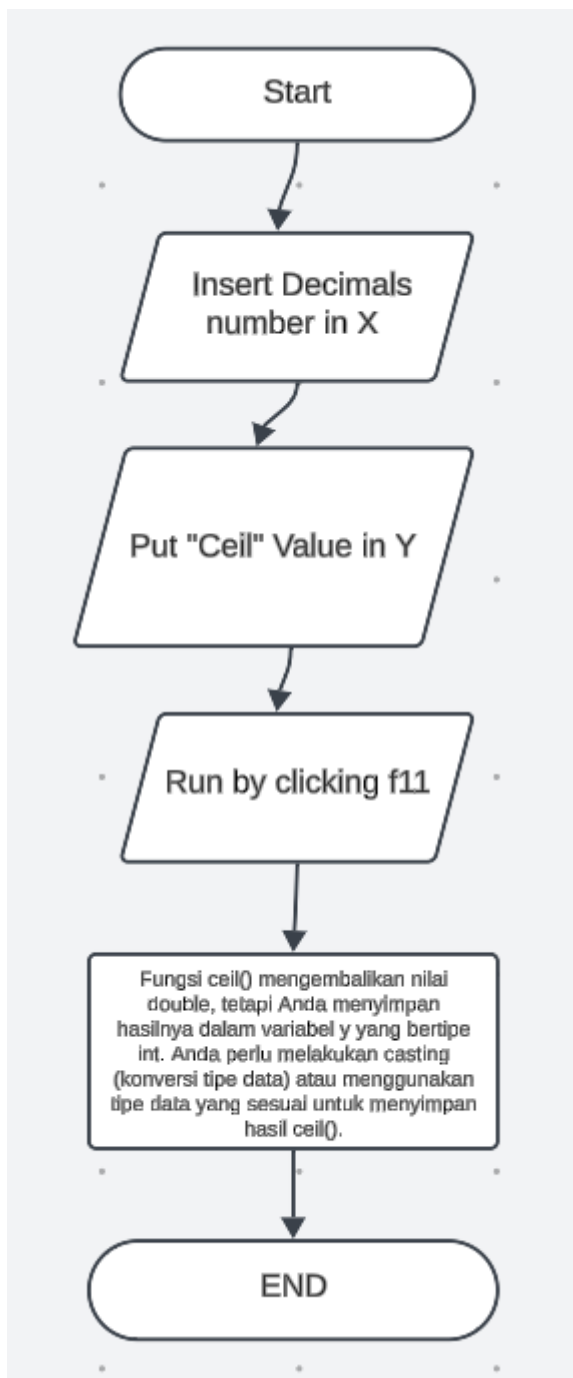 Start
Insert Decimals
number in X
Put "Ceil" Value in Y
Run by clicking f11
Fungsi ceil() mengembalikan nilai
double, tetapi Anda menyimpan
hasilnya dalam variabel y yang bertipe
int. Anda perlu melakukan casting
(konversi tipe data) atau menggunakan
tipe data yang sesuai untuk menyimpan
hasil ceil().
END